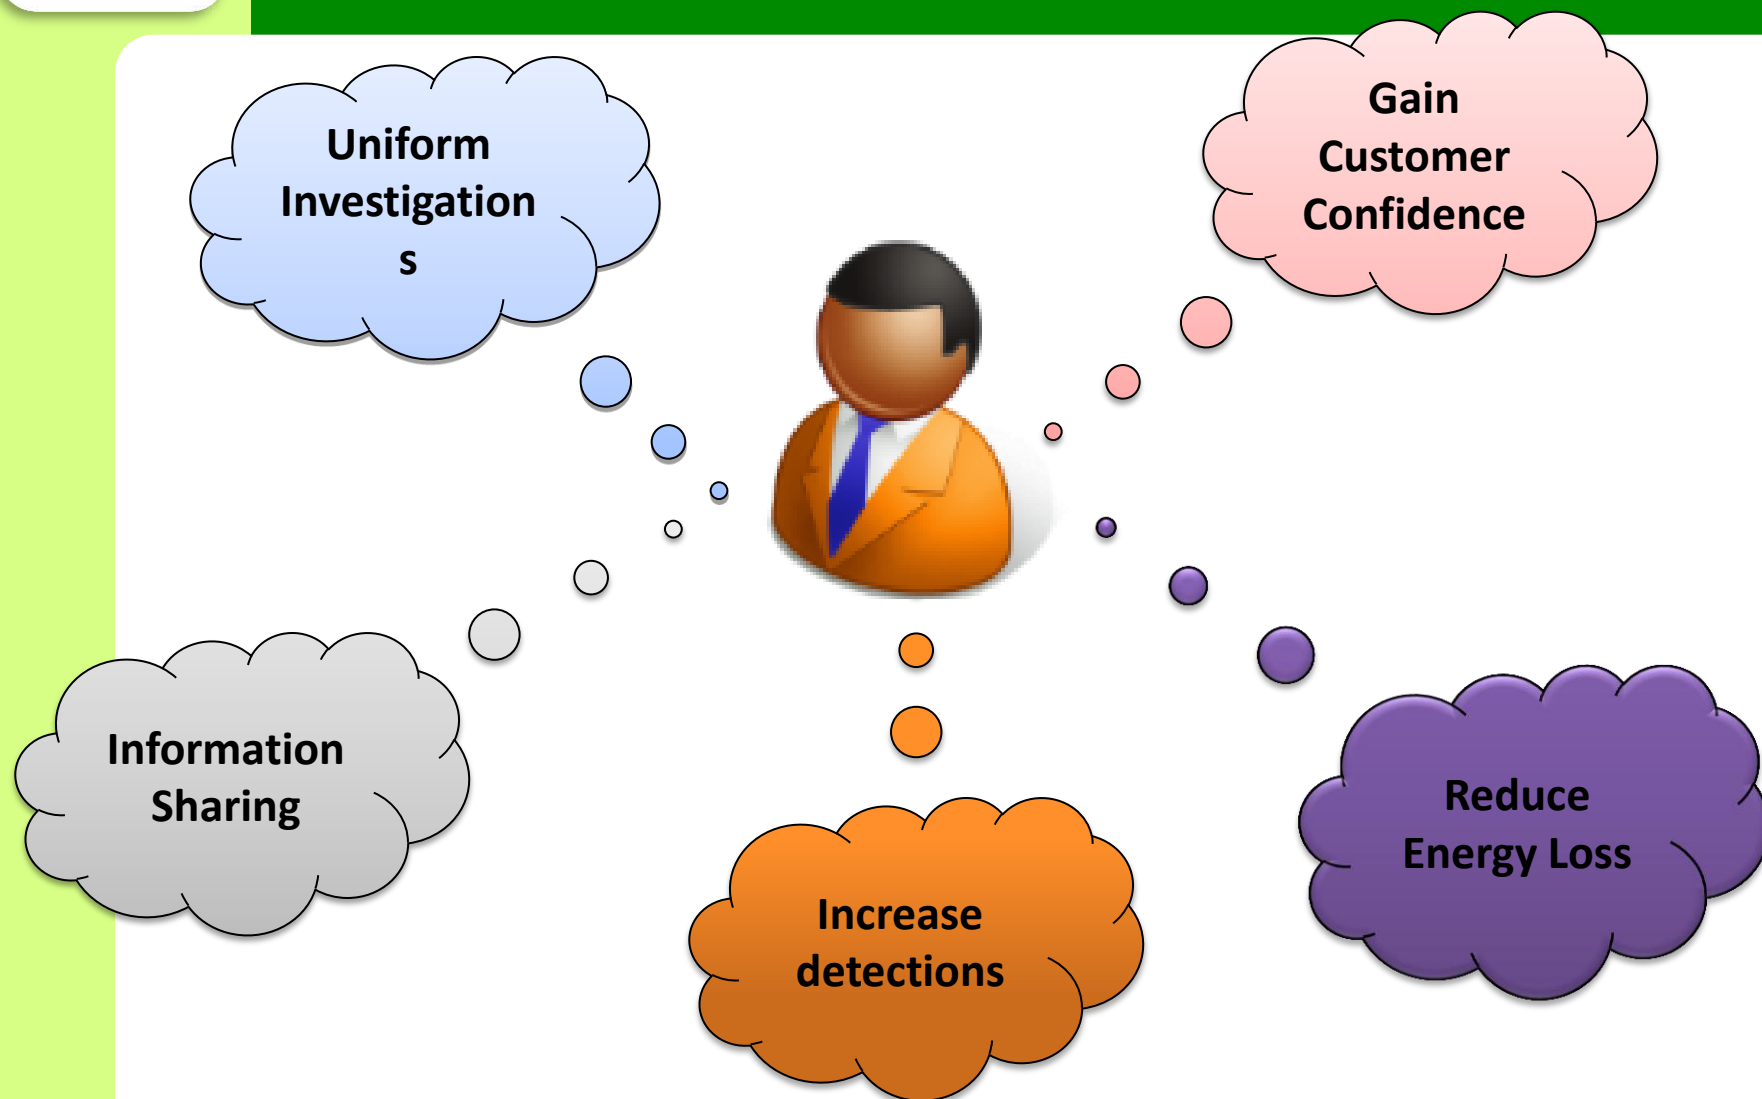 Uniform
Investigation
s
Gain
Customer
Confidence
Information
Sharing
Increase
detections
Reduce
Energy Loss